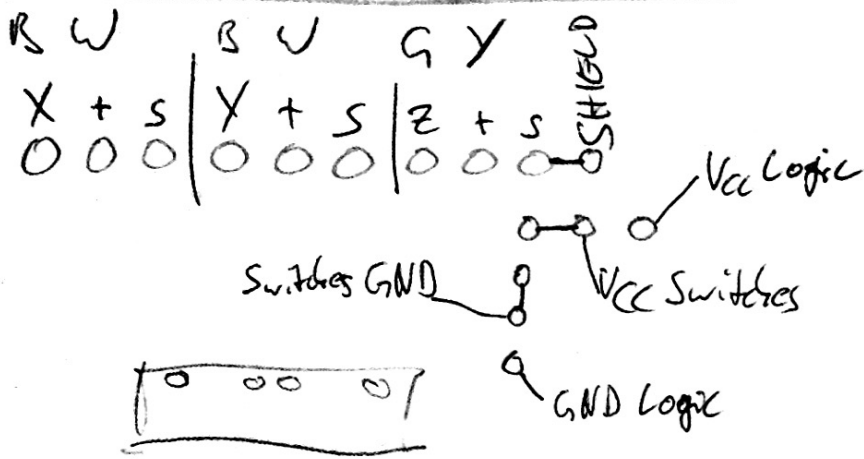 B W B W G Y SHIELD
X + S Y + S Z + S
VCC Logic
Switches GND VCC Switches
GND Logic